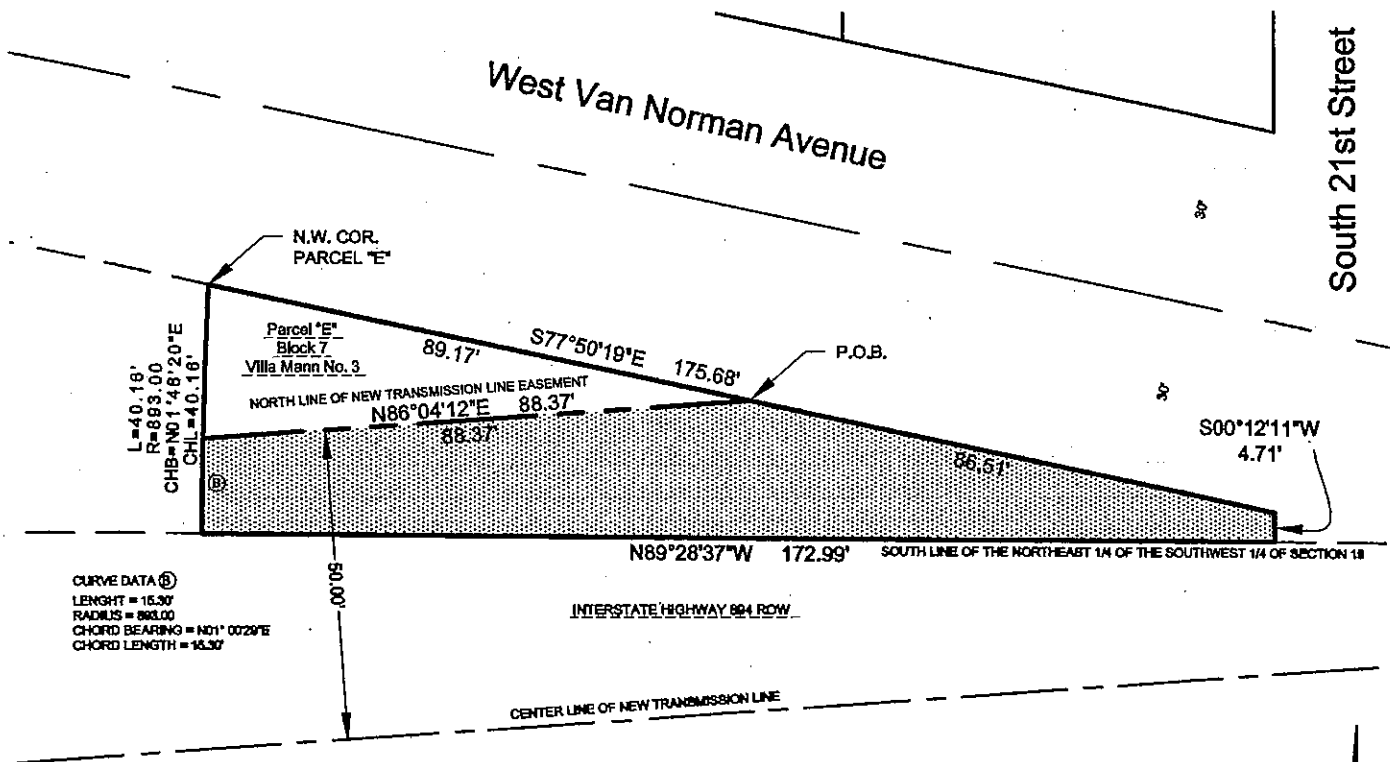 West Van Norman Avenue
South 21st Street
30'
30'
N.W. COR.
PARCEL "E"
Parcel "E"
Block 7
Villa Mann No. 3
89.17'
S77°50'19"E
175.68'
P.O.B.
NORTH LINE OF NEW TRANSMISSION LINE EASEMENT
N86°04'12"E 88.37'
88.37'
86.51'
L=40.16'
R=893.00
CHB=N01°48'20"E
CHL=40.16'
B
S00°12'11"W
4.71'
N89°28'37"W 172.99'
SOUTH LINE OF THE NORTHEAST 1/4 OF THE SOUTHWEST 1/4 OF SECTION
50.00'
CURVE DATA B
LENGHT = 15.30'
RADIUS = 893.00
CHORD BEARING = N01° 00'29"E
CHORD LENGTH = 15.30'
INTERSTATE HIGHWAY 894 ROW
CENTER LINE OF NEW TRANSMISSION LINE